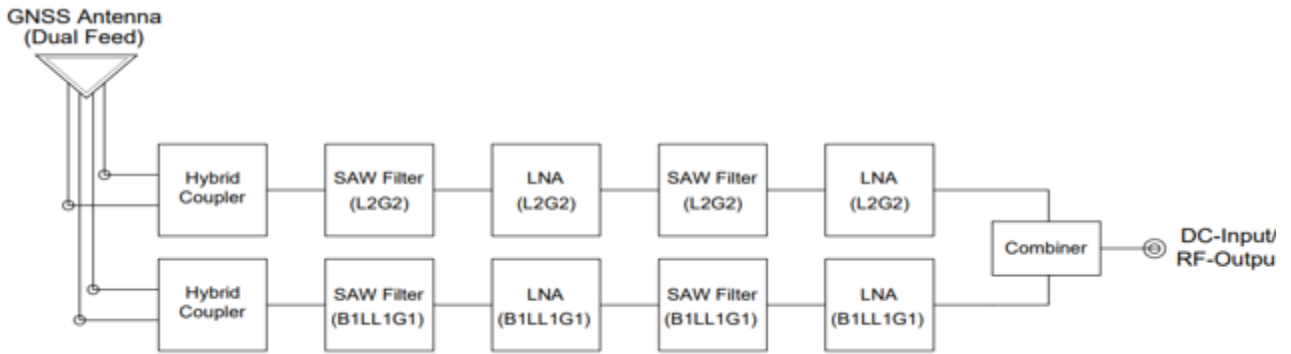 GNSS Antenna
(Dual Feed)
Hybrid
Coupler
SAW Filter
(L2G2)
LNA
(L2G2)
SAW Filter
(L2G2)
LNA
(L2G2)
Combiner
DC-Input/
RF-Outpu
Hybrid
Coupler
SAW Filter
(B1LL1G1)
LNA
(B1LL1G1)
SAW Filter
(B1LL1G1)
LNA
(B1LL1G1)